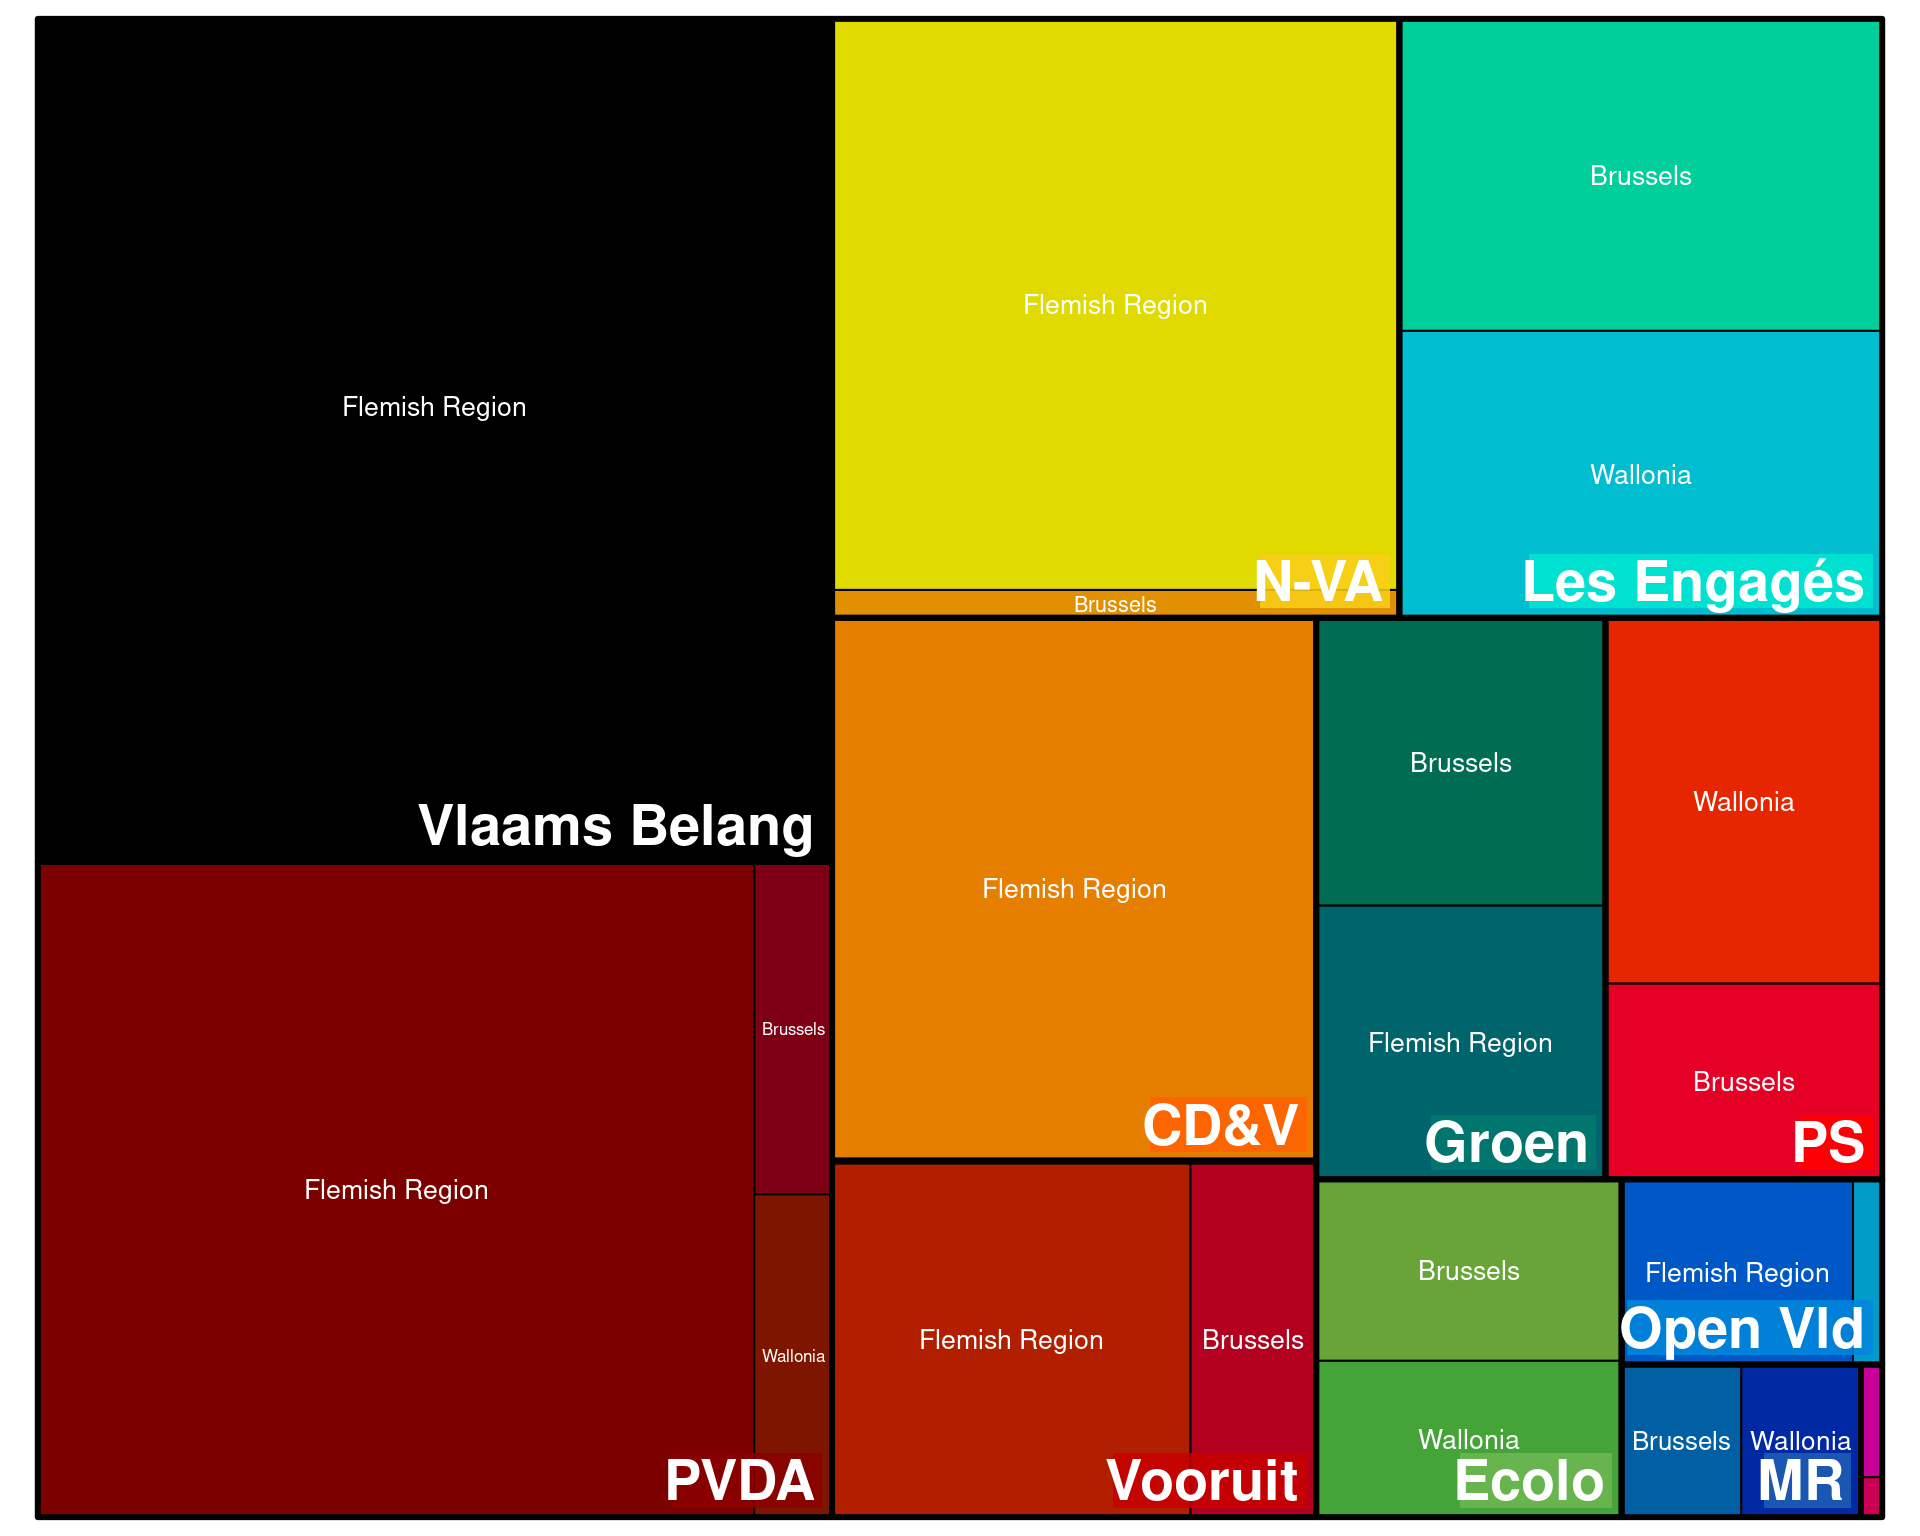 Flemish Region
Vlaams Belang
Flemish Region
Brussels
Wallonia
PVDA
Flemish Region
Brussels
N-VA
Brussels
Wallonia
Les Engagés
Flemish Region
CD&V
Brussels
Flemish Region
Groen
Wallonia
Brussels
PS
Flemish Region
Brussels
Vooruit
Brussels
Wallonia
Ecolo
Flemish Region
Open Vld
Brussels
Wallonia
MR